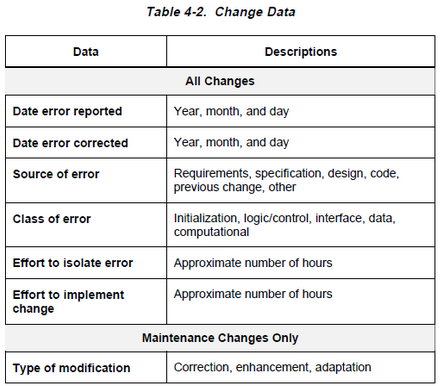 Table 4-2. Change Data
Data Descriptions
All Changes
Date error reported Year, month, and day
Date error corrected Year, month, and day
Source of error Requirements, specification, design, code,
previous change, other
Class of error Initialization, logic/control, interface, data,
computational
Effort to isolate error Approximate number of hours
Effort to implement Approximate number of hours
change
Maintenance Changes Only
Type of modification Correction, enhancement, adaptation